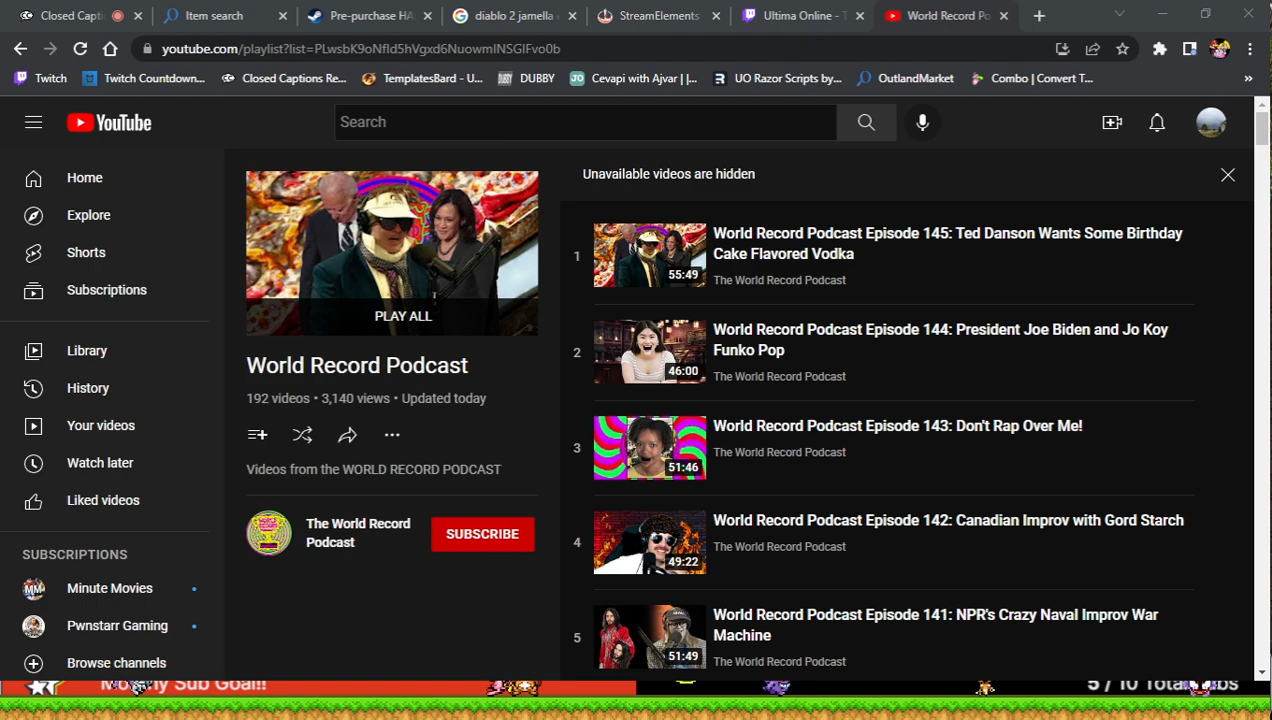 Closed Capti
Item search
Pre-purchase HA
diablo 2 jamella
StreamElements
Ultima Online - T
World Record Po
youtube.com/playlist?list=PLwsbK9oNfId5hVgxd6NuowmINSGIFvo0b
Twitch
Twitch Countdown...
Closed Captions Re...
TemplatesBard - U...
DUBBY
DUBBY
JO
Cevapi with Ajvar | |...
UO Razor Scripts by...
OutlandMarket
Combo | Convert T...
YouTube
Search
Home
Explore
Shorts
Subscriptions
Library
History
Your videos
Watch later
Liked videos
SUBSCRIPTIONS
MM
Minute Movies
Pwnstarr Gaming
Browse channels
PLAY ALL
World Record Podcast
192 videos • 3,140 views • Updated today
Videos from the WORLD RECORD PODCAST
The World Record
Podcast
SUBSCRIBE
Unavailable videos are hidden
1
55:49
World Record Podcast Episode 145: Ted Danson Wants Some Birthday
Cake Flavored Vodka
The World Record Podcast
2
46:00
World Record Podcast Episode 144: President Joe Biden and Jo Koy
Funko Pop
The World Record Podcast
3
51:46
World Record Podcast Episode 143: Don't Rap Over Me!
The World Record Podcast
4
49:22
World Record Podcast Episode 142: Canadian Improv with Gord Starch
The World Record Podcast
5
51:49
World Record Podcast Episode 141: NPR's Crazy Naval Improv War
Machine
The World Record Podcast
Sub Goal!!
5 / 10